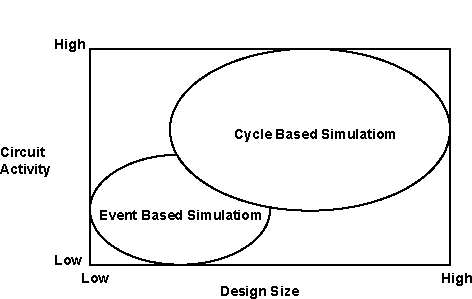 High
Cycle Based Simulatiom
Circuit
Activity
Event Based Simulatiom
Low
Low
High
Design Size